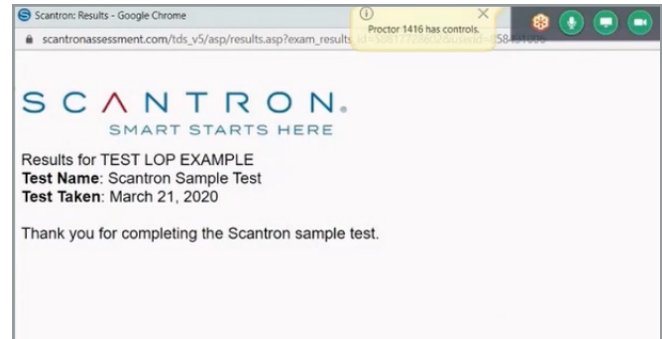 Scantron: Results - Google Chrome
Proctor 1416 has controls.
scantronassessment.com/tds_v5/asp/results.asp?exam_results
SCANTRON®
SMART STARTS HERE
Results for TEST LOP EXAMPLE
Test Name: Scantron Sample Test
Test Taken: March 21, 2020
Thank you for completing the Scantron sample test.